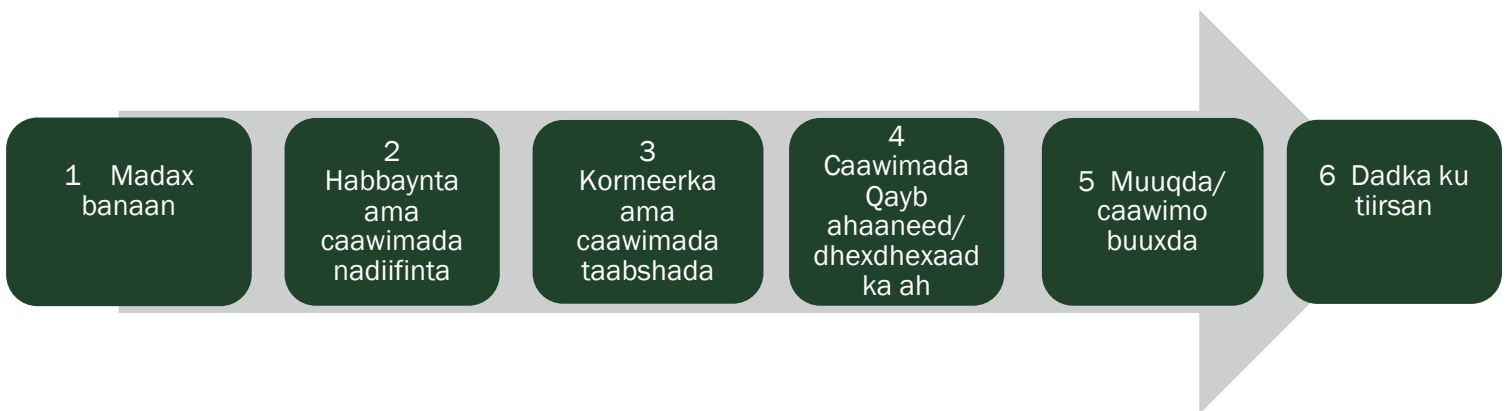 1 Madax
banaan
2
Habbaynta
ama
caawimada
nadiifinta
3
Kormeerka
ama
caawimada
taabshada
4
Caawimada
Qayb
ahaaneed/
dhexdhexaad
ka ah
5 Muuqda/
caawimo
buuxda
6 Dadka ku
tiirsan